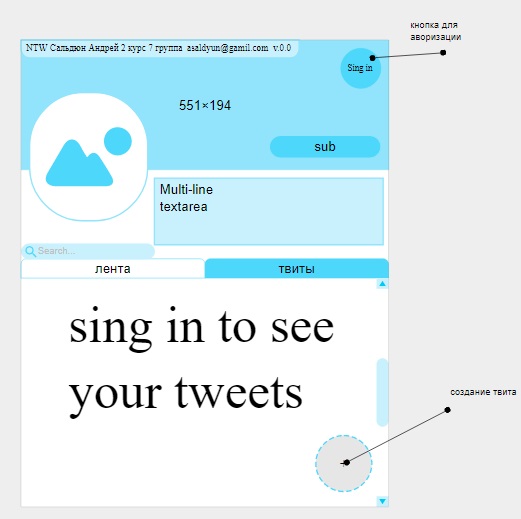 кнопка для
аворизации
NTW Сальдюн Андрей 2 курс 7 группа asaldyun@gamil.com v.0.0
Sing in
551×194
sub
Multi-line
textarea
Search...
лента
твиты
sing in to see
your tweets
создание твита
+